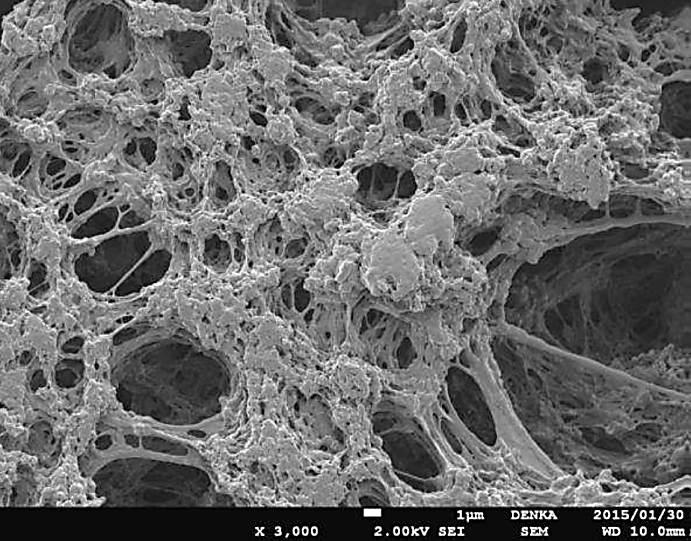 1μm DENKA 2015/01/30
X 3,000 2.00kV SEI SEM WD 10.0mm